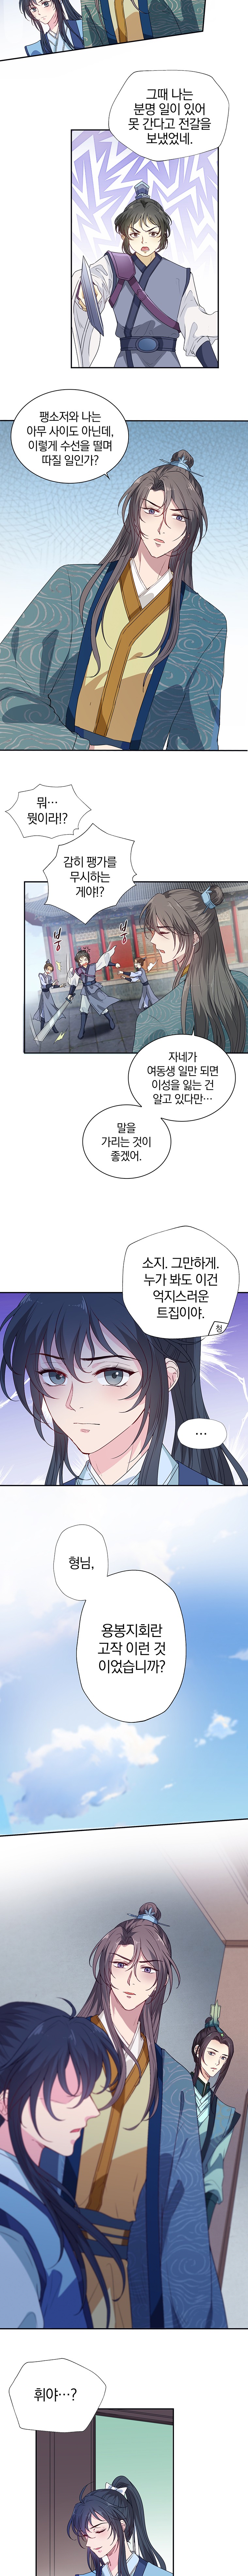 그때 나는
분명 일이 있어
못 간다고 전갈을
보냈었네.
팽소저와 나는
아무 사이도 아닌데,
이렇게 수선을 떨며
따질 일인가?
뭐…
뭣이라!?
감히 팽가를
무시하는
게야!?
붕
붕
자네가
여동생 일만 되면
이성을 잃는 건
알고 있다만…
말을
가리는 것이
좋겠어.
소지. 그만하게.
누가 봐도 이건
억지스러운
트집이야.
청
…
형님,
용봉지회란
고작 이런 것
이었습니까?
휘야…?